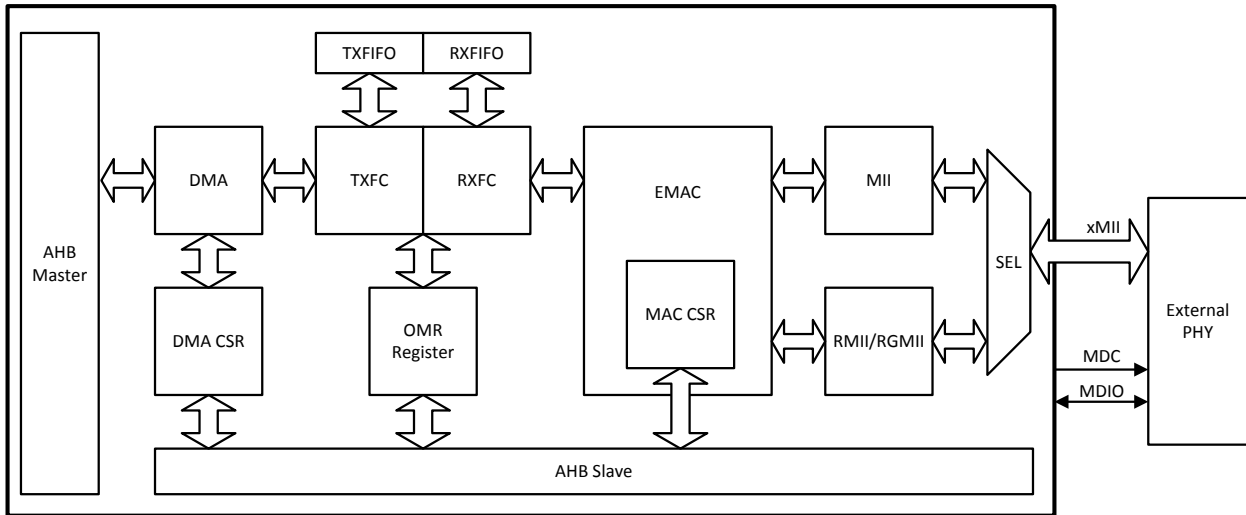 TXFIFO
RXFIFO
DMA
TXFC
RXFC
EMAC
MII
xMII
AHB
Master
SEL
DMA CSR
OMR
Register
MAC CSR
RMII/RGMII
External
PHY
MDC
MDIO
AHB Slave